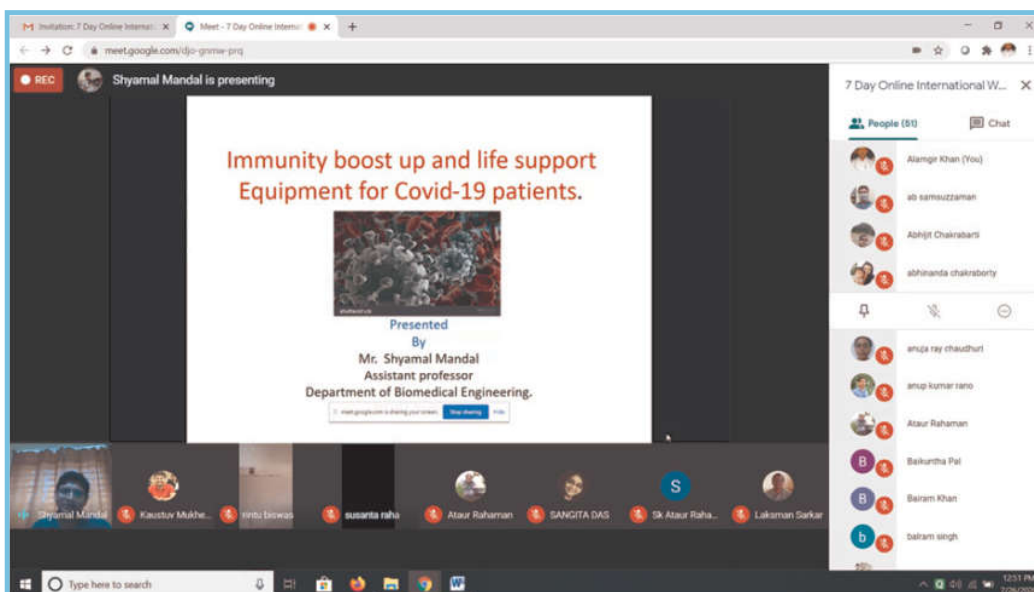 Invitation: 7 Day Online Internat
Meet - 7 Day Online Internat
meet.google.com/djo-gnmw-prq
REC
Shyamal Mandal is presenting
Immunity boost up and life support
Equipment for Covid-19 patients.
Presented
By
Mr. Shyamal Mandal
Assistant professor
Department of Biomedical Engineering.
meet.google.com is sharing your screen. Stop sharing Hide
Shyamal Mandal
Kaustuv Mukhe...
rintu biswas
susanta raha
Ataur Rahaman
SANGITA DAS
S
Sk Ataur Raha...
Laksman Sarkar
7 Day Online International W...
People (51)
Chat
Alamgir Khan (You)
ab samsuzzaman
Abhijit Chakrabarti
abhinanda chakraborty
anuja ray chaudhuri
anup kumar rano
Ataur Rahaman
B
Baikuntha Pal
B
Bairam Khan
b
balram singh
Type here to search
12:51 PM